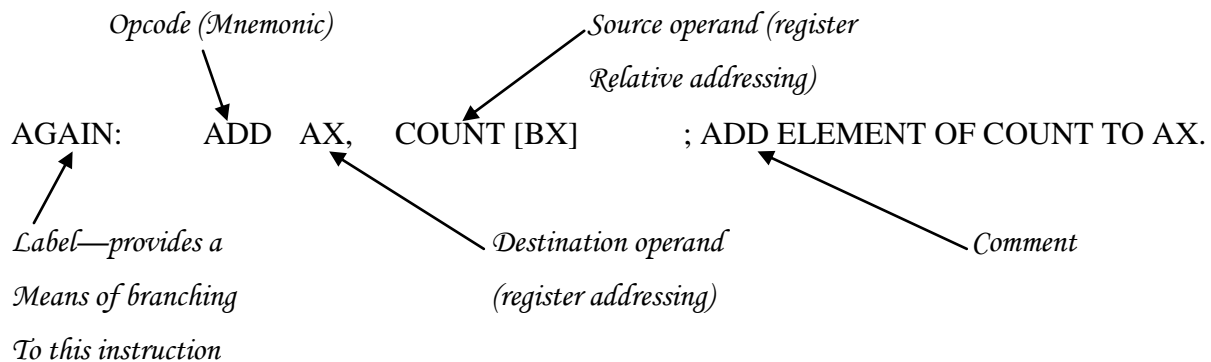 Opcode (Mnemonic)
Source operand (register
Relative addressing)
AGAIN: ADD AX, COUNT [BX] ; ADD ELEMENT OF COUNT TO AX.
Label—provides a
Means of branching
To this instruction
Destination operand
(register addressing)
Comment